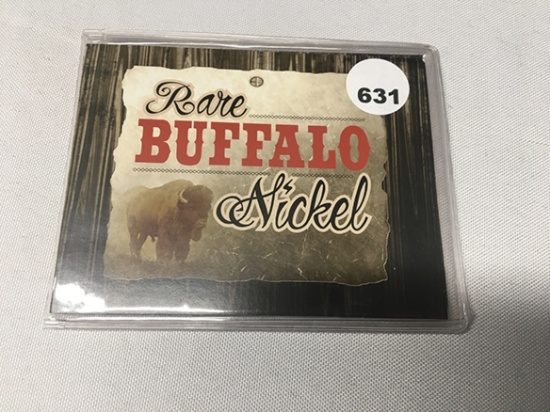 Rare
631
BUFFALO
Nickel